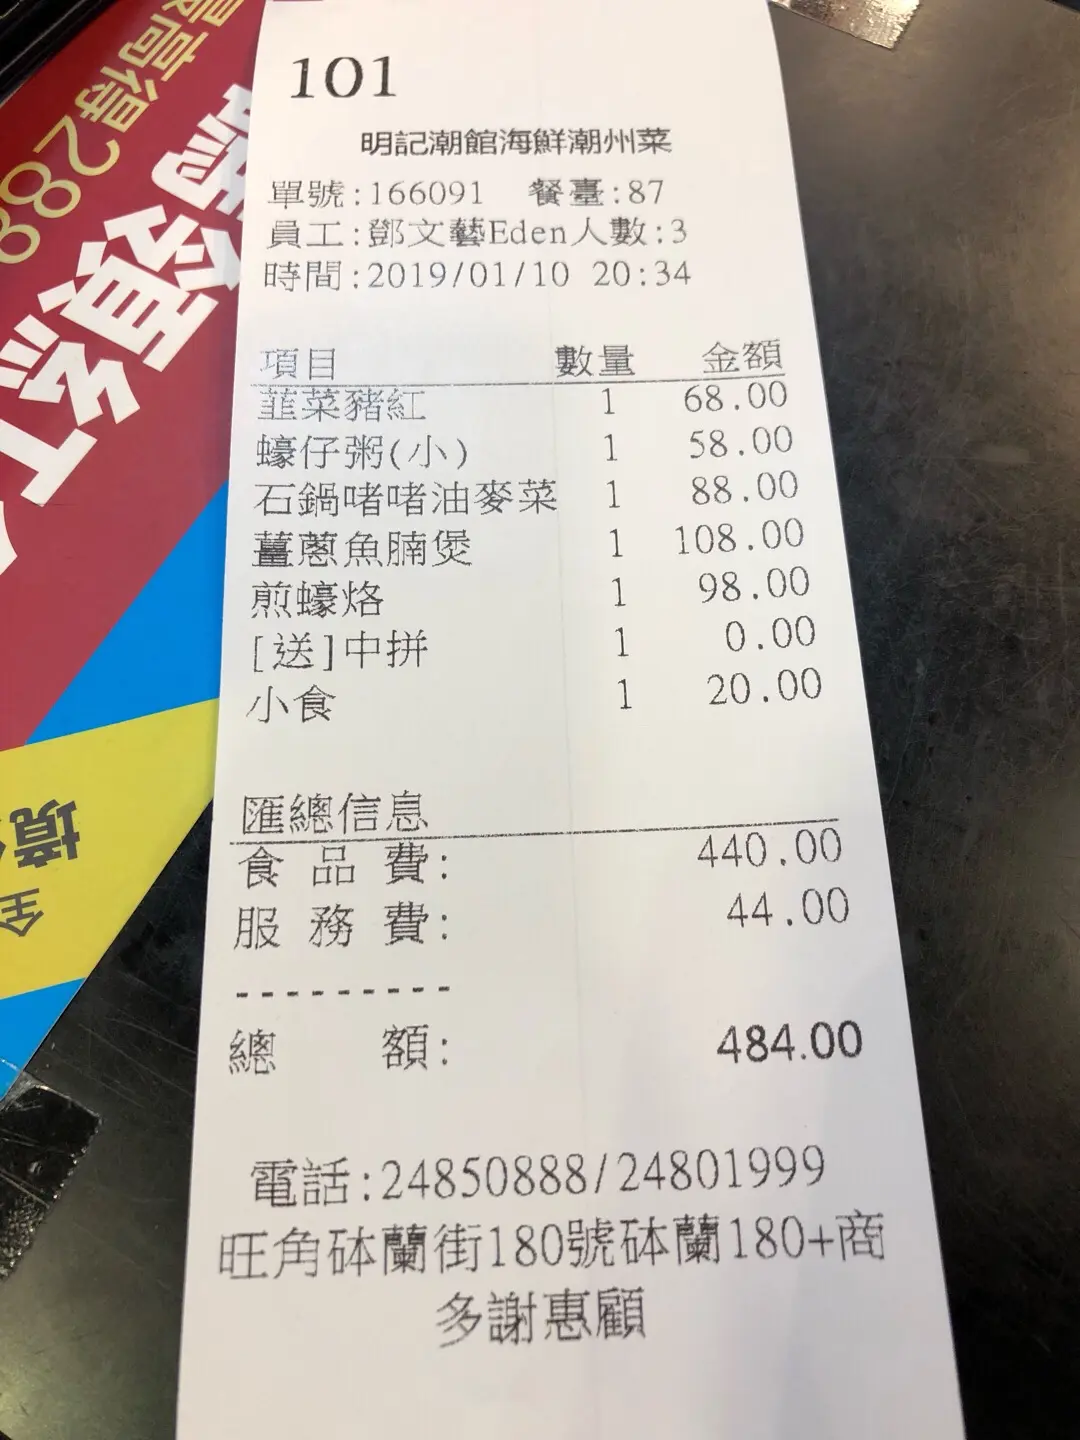 最高得288
101
明記潮館海鮮潮州菜
單號:166091 餐臺:87
員工:鄧文藝Eden人數:3
時間:2019/01/10 20:34
項目 數量 金額
韮菜豬紅 1 68.00
蠔仔粥(小) 1 58.00
石鍋啫啫油麥菜 1 88.00
薑蔥魚腩煲 1 108.00
煎蠔烙 1 98.00
[送]中拼 1 0.00
小食 1 20.00
匯總信息
食品費: 440.00
服務費: 44.00
---------
總額: 484.00
電話:24850888/24801999
旺角砵蘭街180號砵蘭180+商
多謝惠顧